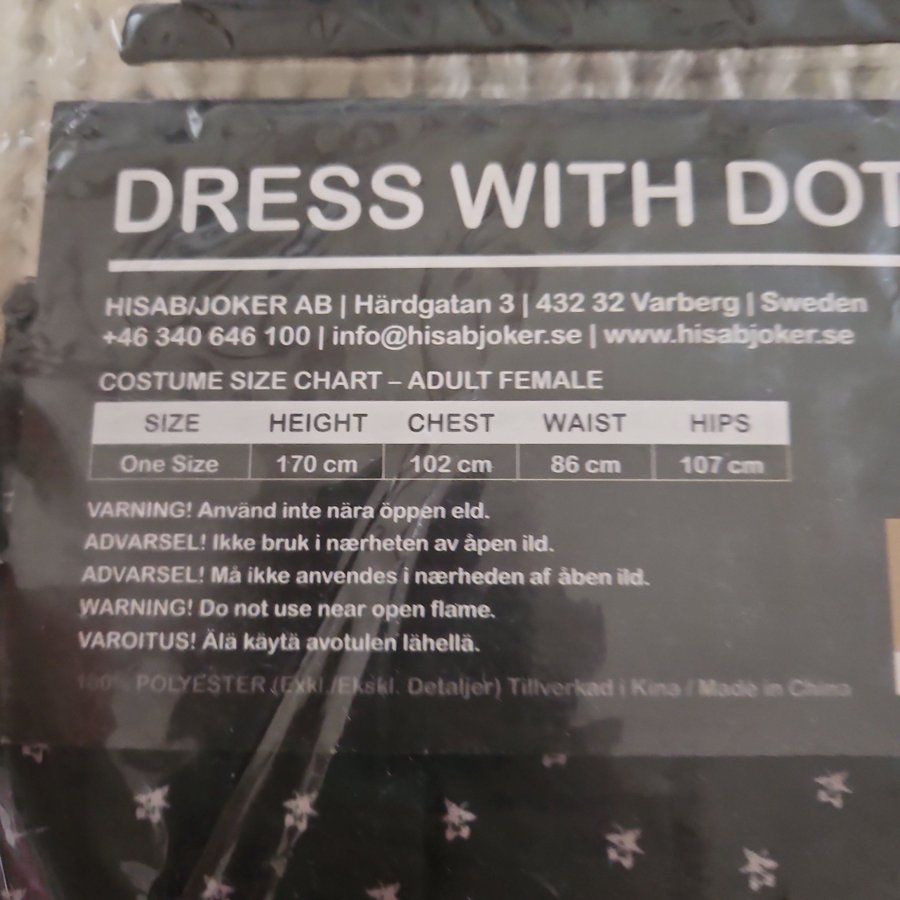 DRESS WITH DOT
HISAB/JOKER AB | Härdgatan 3 | 432 32 Varberg | Sweden
+46 340 646 100 | info@hisabjoker.se | www.hisabjoker.se
COSTUME SIZE CHART – ADULT FEMALE
SIZE HEIGHT CHEST WAIST HIPS
One Size 170 cm 102 cm 86 cm 107 cm
VARNING! Använd inte nära öppen eld.
ADVARSEL! Ikke bruk i nærheten av åpen ild.
ADVARSEL! Må ikke anvendes i nærheden af åben ild.
WARNING! Do not use near open flame.
VAROITUS! Älä käytä avotulen lähellä.
100% POLYESTER (Exkl./Ekskl. Detaljer) Tillverkad i Kina / Made in China